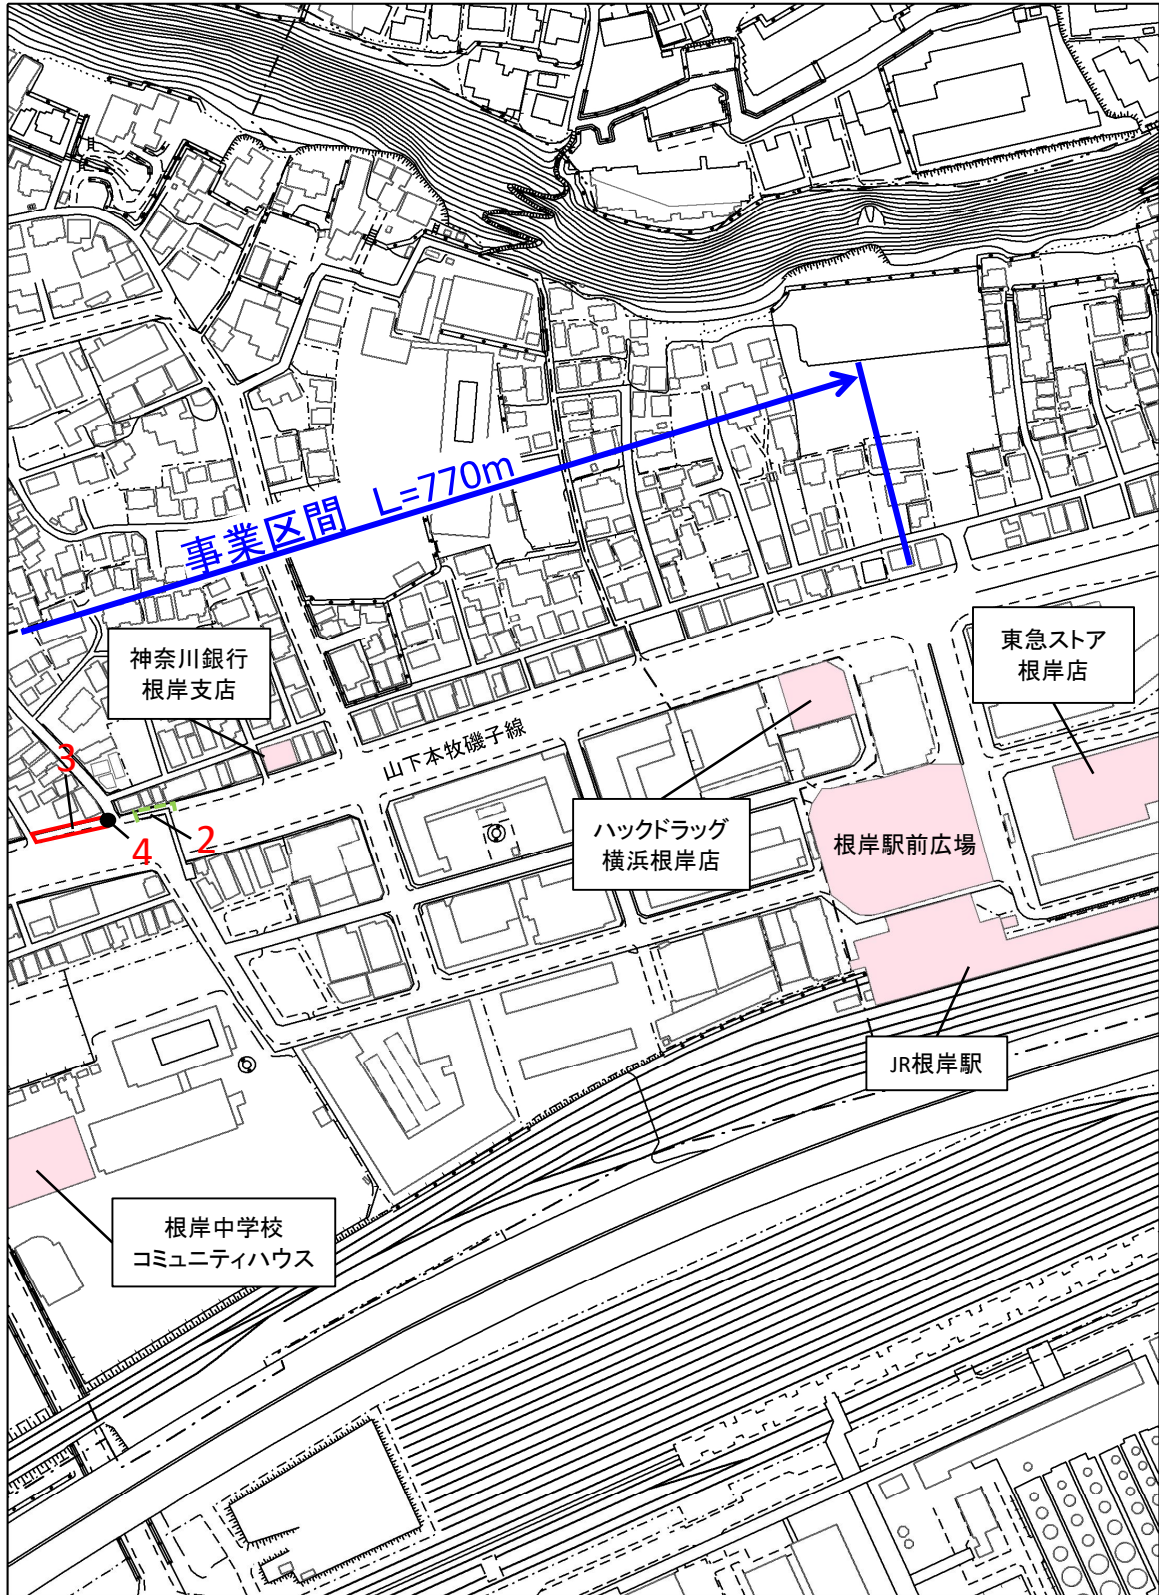 事業区間 L=770m
東急ストア
根岸店
神奈川銀行
根岸支店
山下本牧磯子線
3
4
2
ハックドラッグ
横浜根岸店
根岸駅前広場
JR根岸駅
根岸中学校
コミュニティハウス